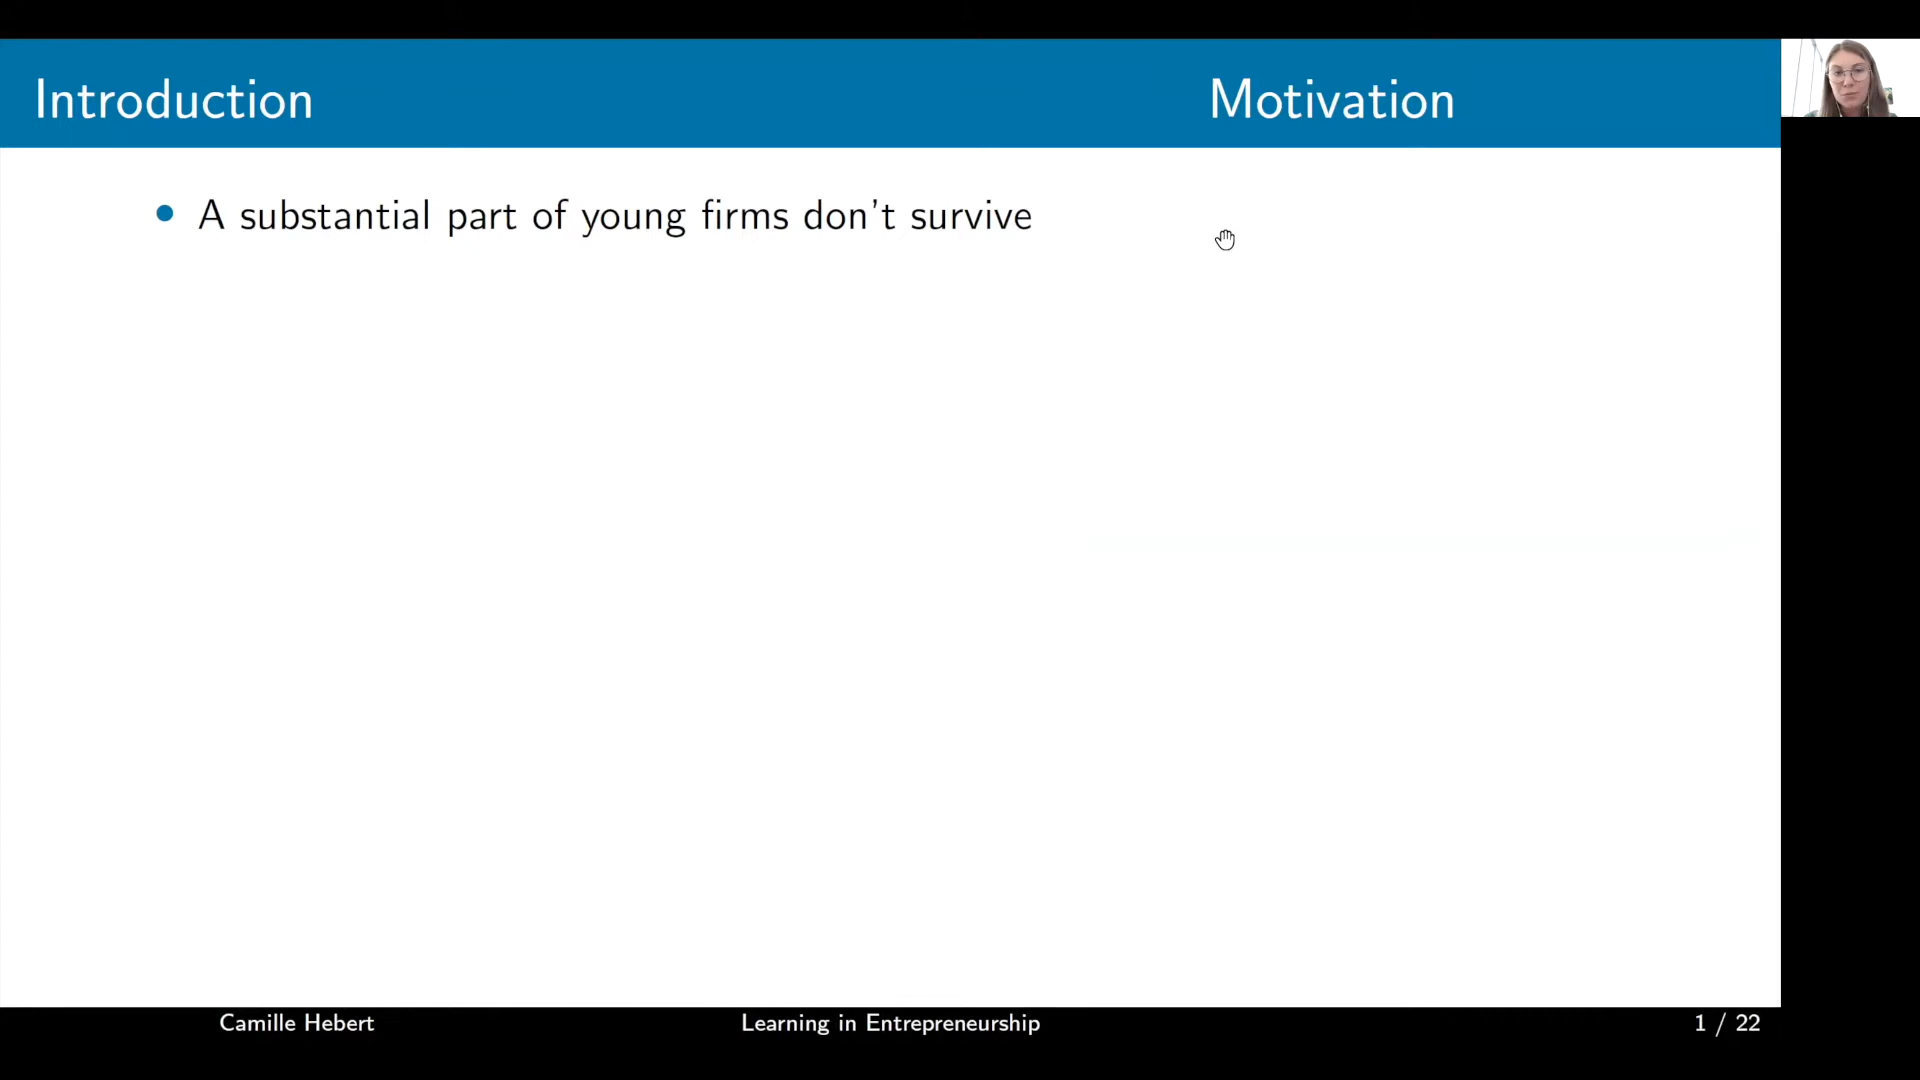 Introduction
Motivation
A substantial part of young firms don't survive
Camille Hebert
Learning in Entrepreneurship
1 / 22